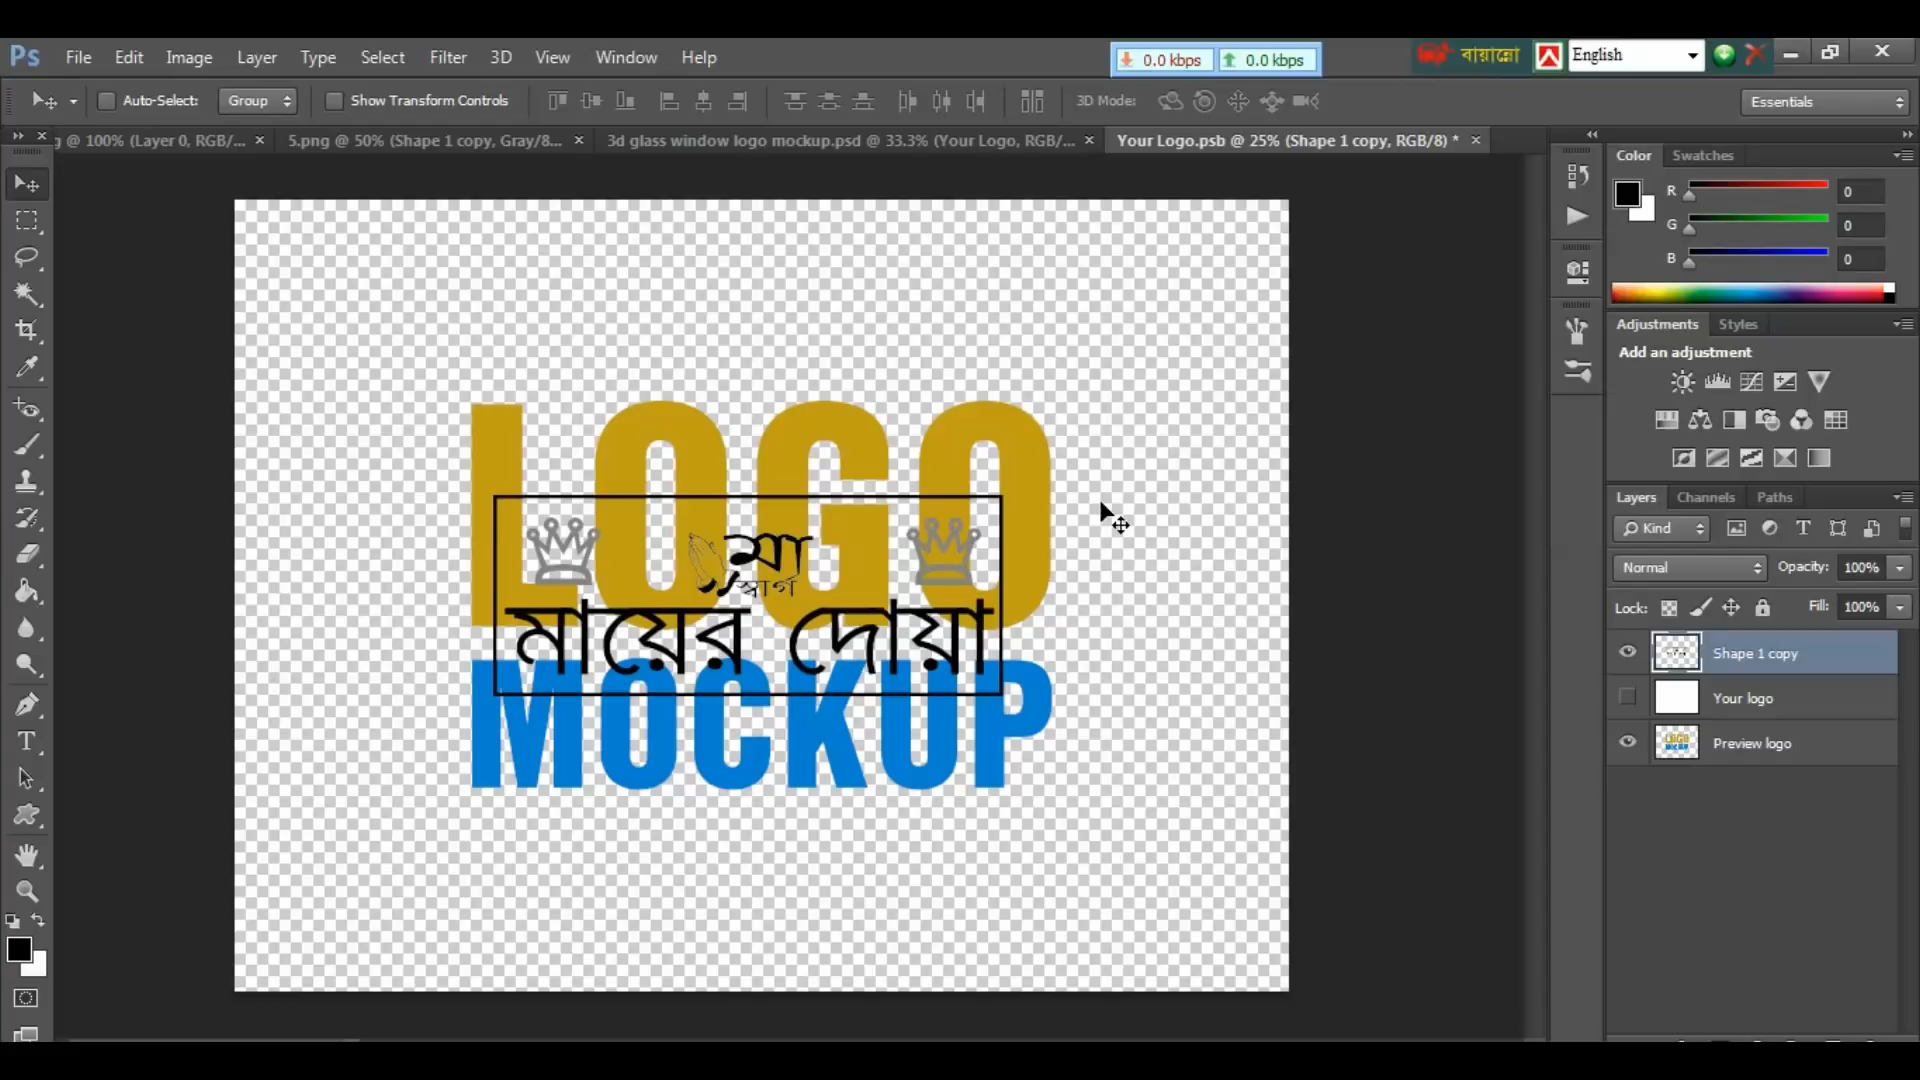 Ps File Edit Image Layer Type Select Filter 3D View Window Help 0.0 kbps 0.0 kbps বায়ান্নো English
Auto-Select: Group Show Transform Controls 3D Mode: Essentials
g @ 100% (Layer 0, RGB/... 5.png @ 50% (Shape 1 copy, Gray/8... 3d glass window logo mockup.psd @ 33.3% (Your Logo, RGB/... Your Logo.psb @ 25% (Shape 1 copy, RGB/8) *
Color Swatches
R 0
G 0
B 0
Adjustments Styles
Add an adjustment
Layers Channels Paths
Kind
Normal Opacity: 100%
Lock: Fill: 100%
Shape 1 copy
Your logo
Preview logo
LOGO
মা
স্বার্গ
মায়ের দোয়া
MOCKUP